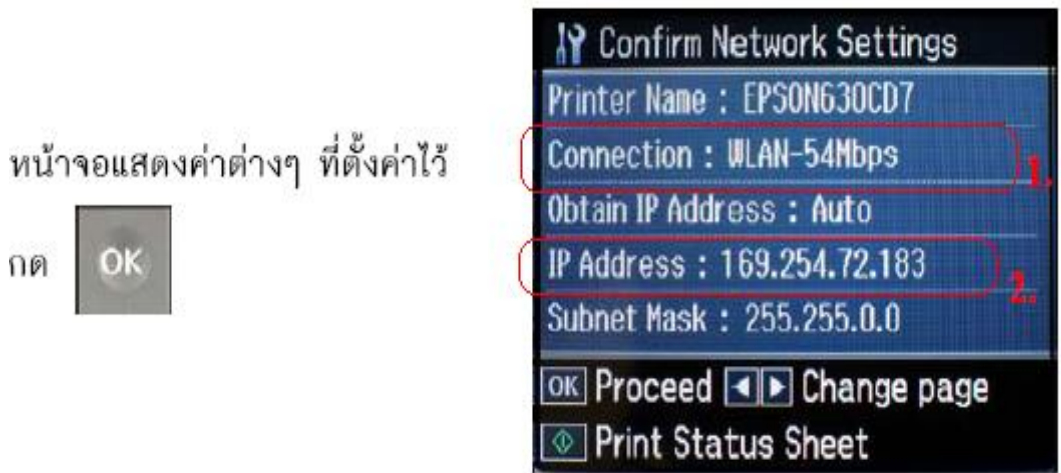 หน้าจอแสดงค่าต่างๆ ที่ตั้งค่าไว้
กด OK
Confirm Network Settings
Printer Name : EPSON630CD7
Connection : WLAN-54Mbps
1.
Obtain IP Address : Auto
IP Address : 169.254.72.183
2.
Subnet Mask : 255.255.0.0
OK Proceed Change page
Print Status Sheet